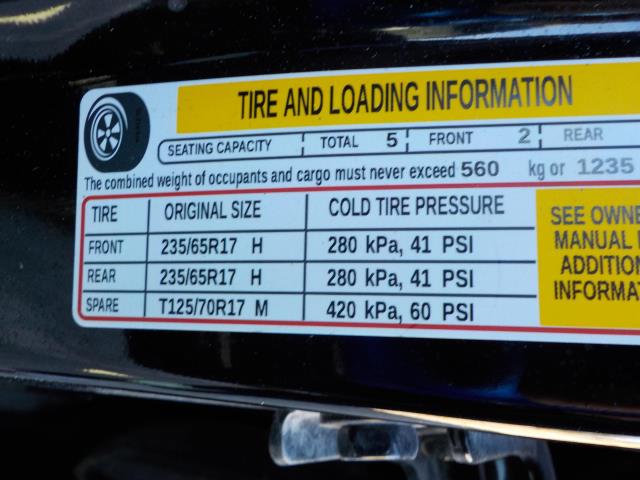 TIRE AND LOADING INFORMATION
SEATING CAPACITY TOTAL 5 FRONT 2 REAR
The combined weight of occupants and cargo must never exceed 560 kg or 1235
TIRE ORIGINAL SIZE COLD TIRE PRESSURE
FRONT 235/65R17 H 280 kPa, 41 PSI
REAR 235/65R17 H 280 kPa, 41 PSI
SPARE T125/70R17 M 420 kPa, 60 PSI
SEE OWNE
MANUAL
ADDITION
INFORMAT